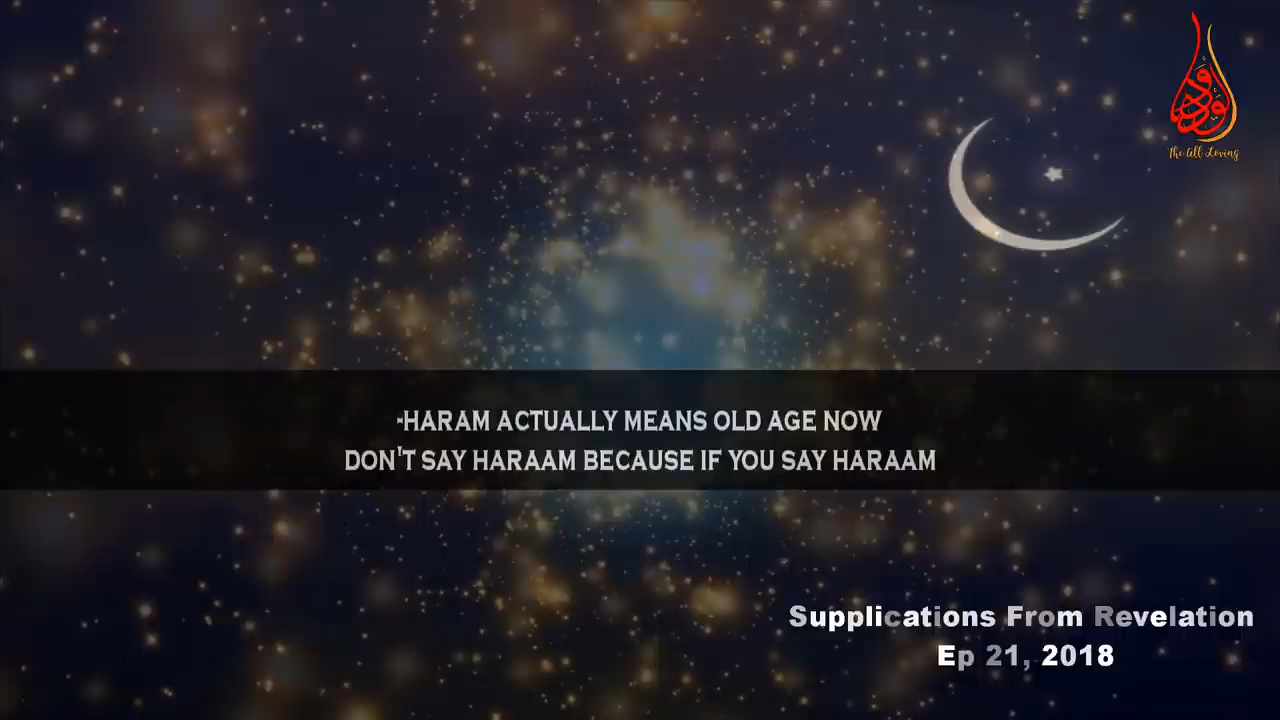 الودود
The All Loving
-HARAM ACTUALLY MEANS OLD AGE NOW
DON'T SAY HARAAM BECAUSE IF YOU SAY HARAAM
Supplications From Revelation
Ep 21, 2018